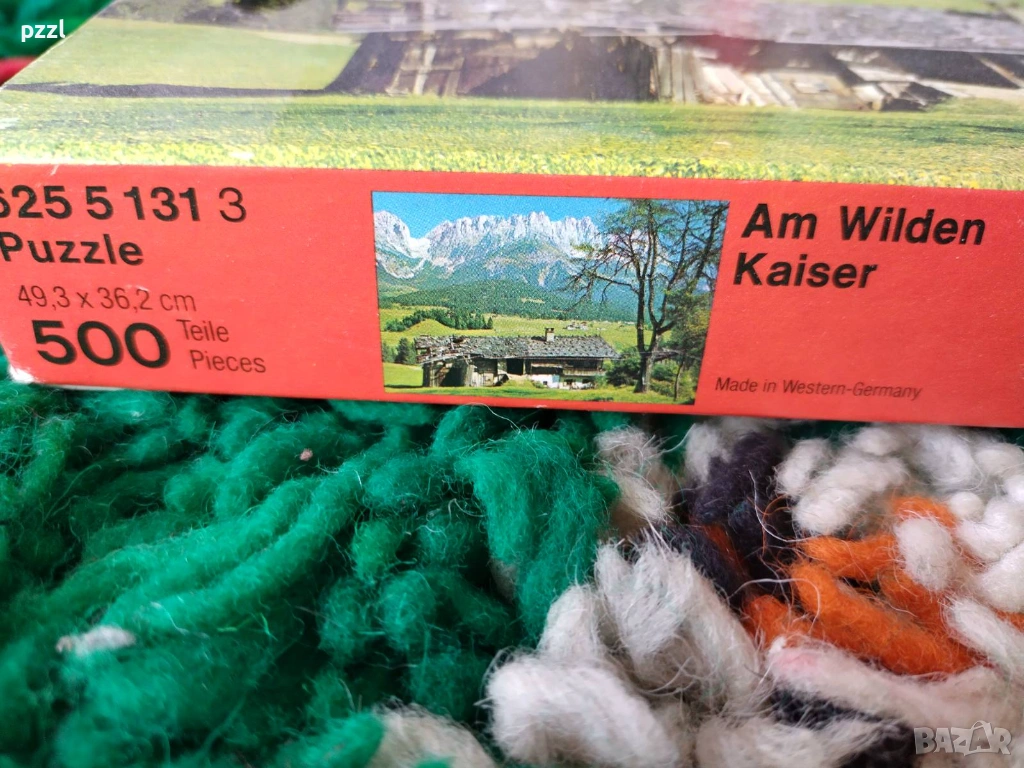 pzzl
625 5 131 3
Puzzle
49,3 x 36,2 cm
500 Teile
Pieces
Am Wilden
Kaiser
Made in Western-Germany
BAZAR